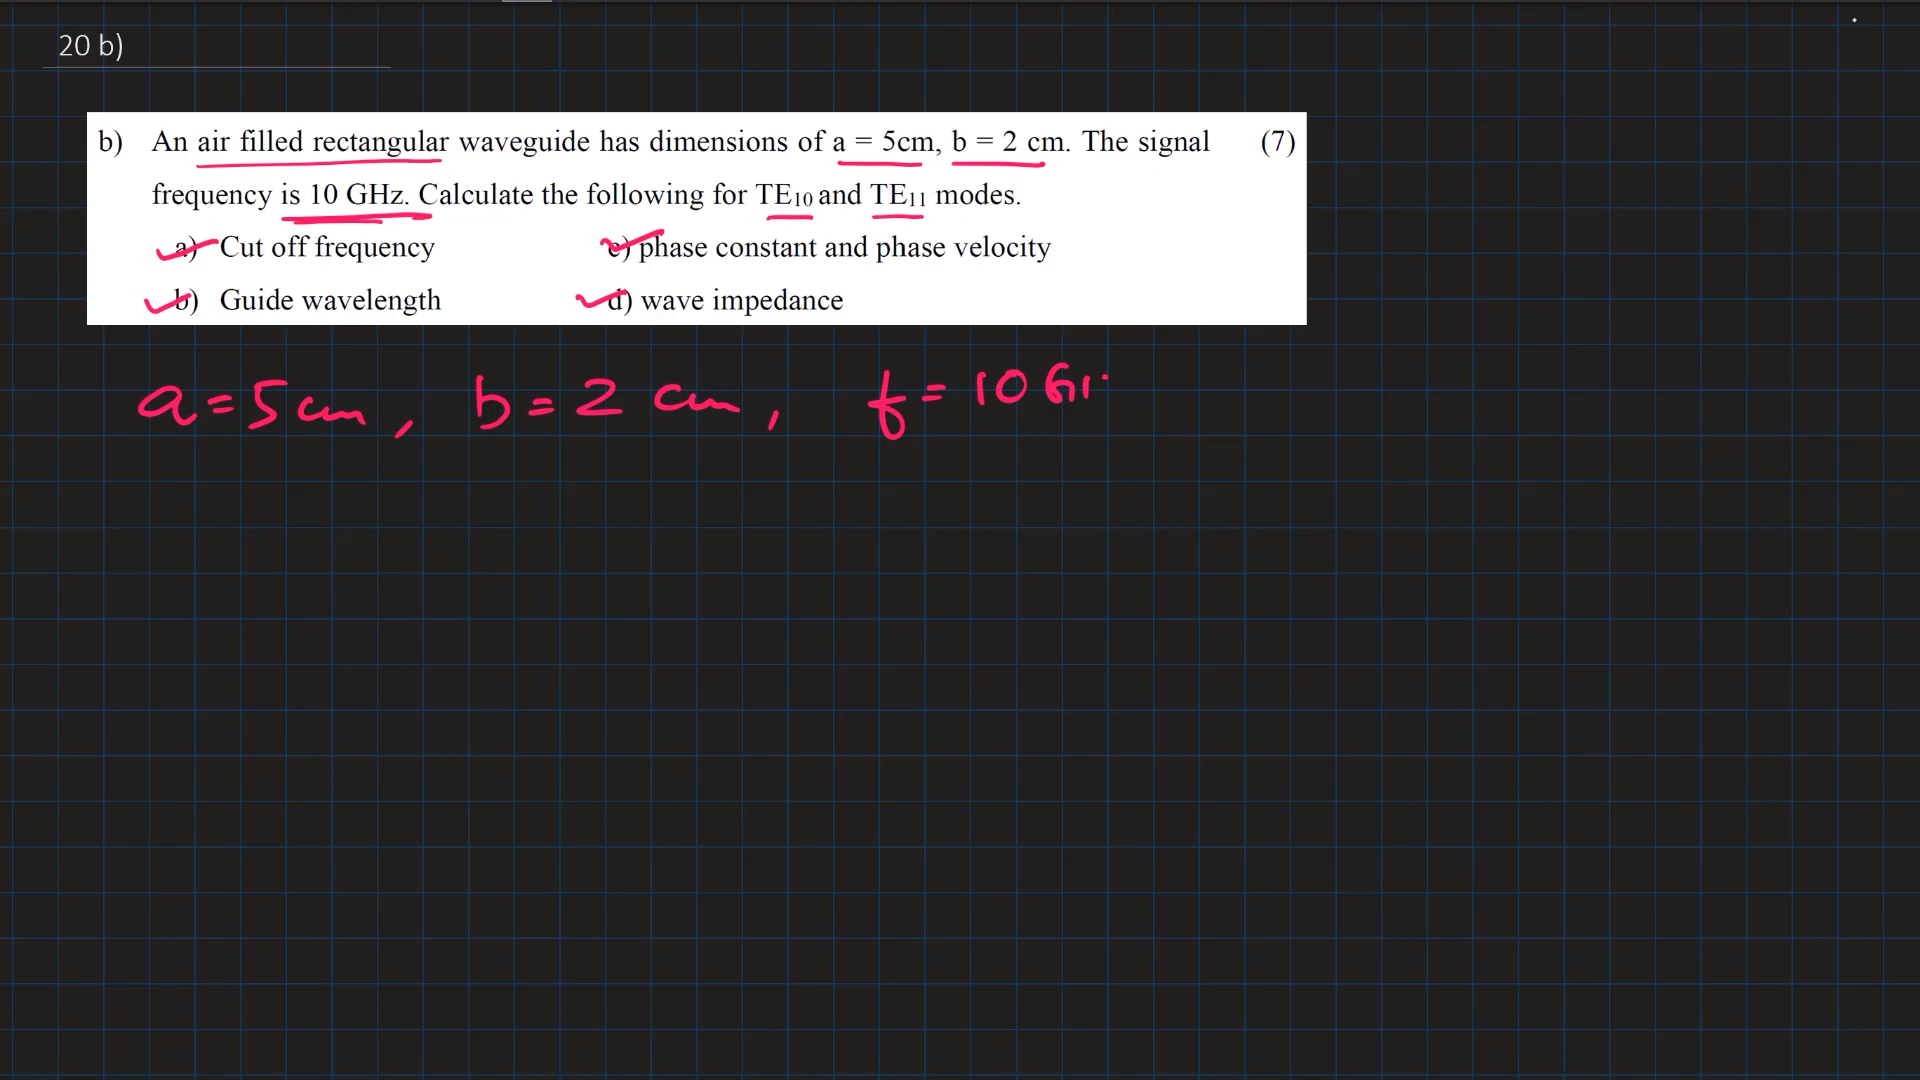 20 b)
b) An air filled rectangular waveguide has dimensions of a = 5cm, b = 2 cm. The signal (7)
frequency is 10 GHz. Calculate the following for TE10 and TE11 modes.
a) Cut off frequency c) phase constant and phase velocity
b) Guide wavelength d) wave impedance
a = 5 cm, b = 2 cm, f = 10 G